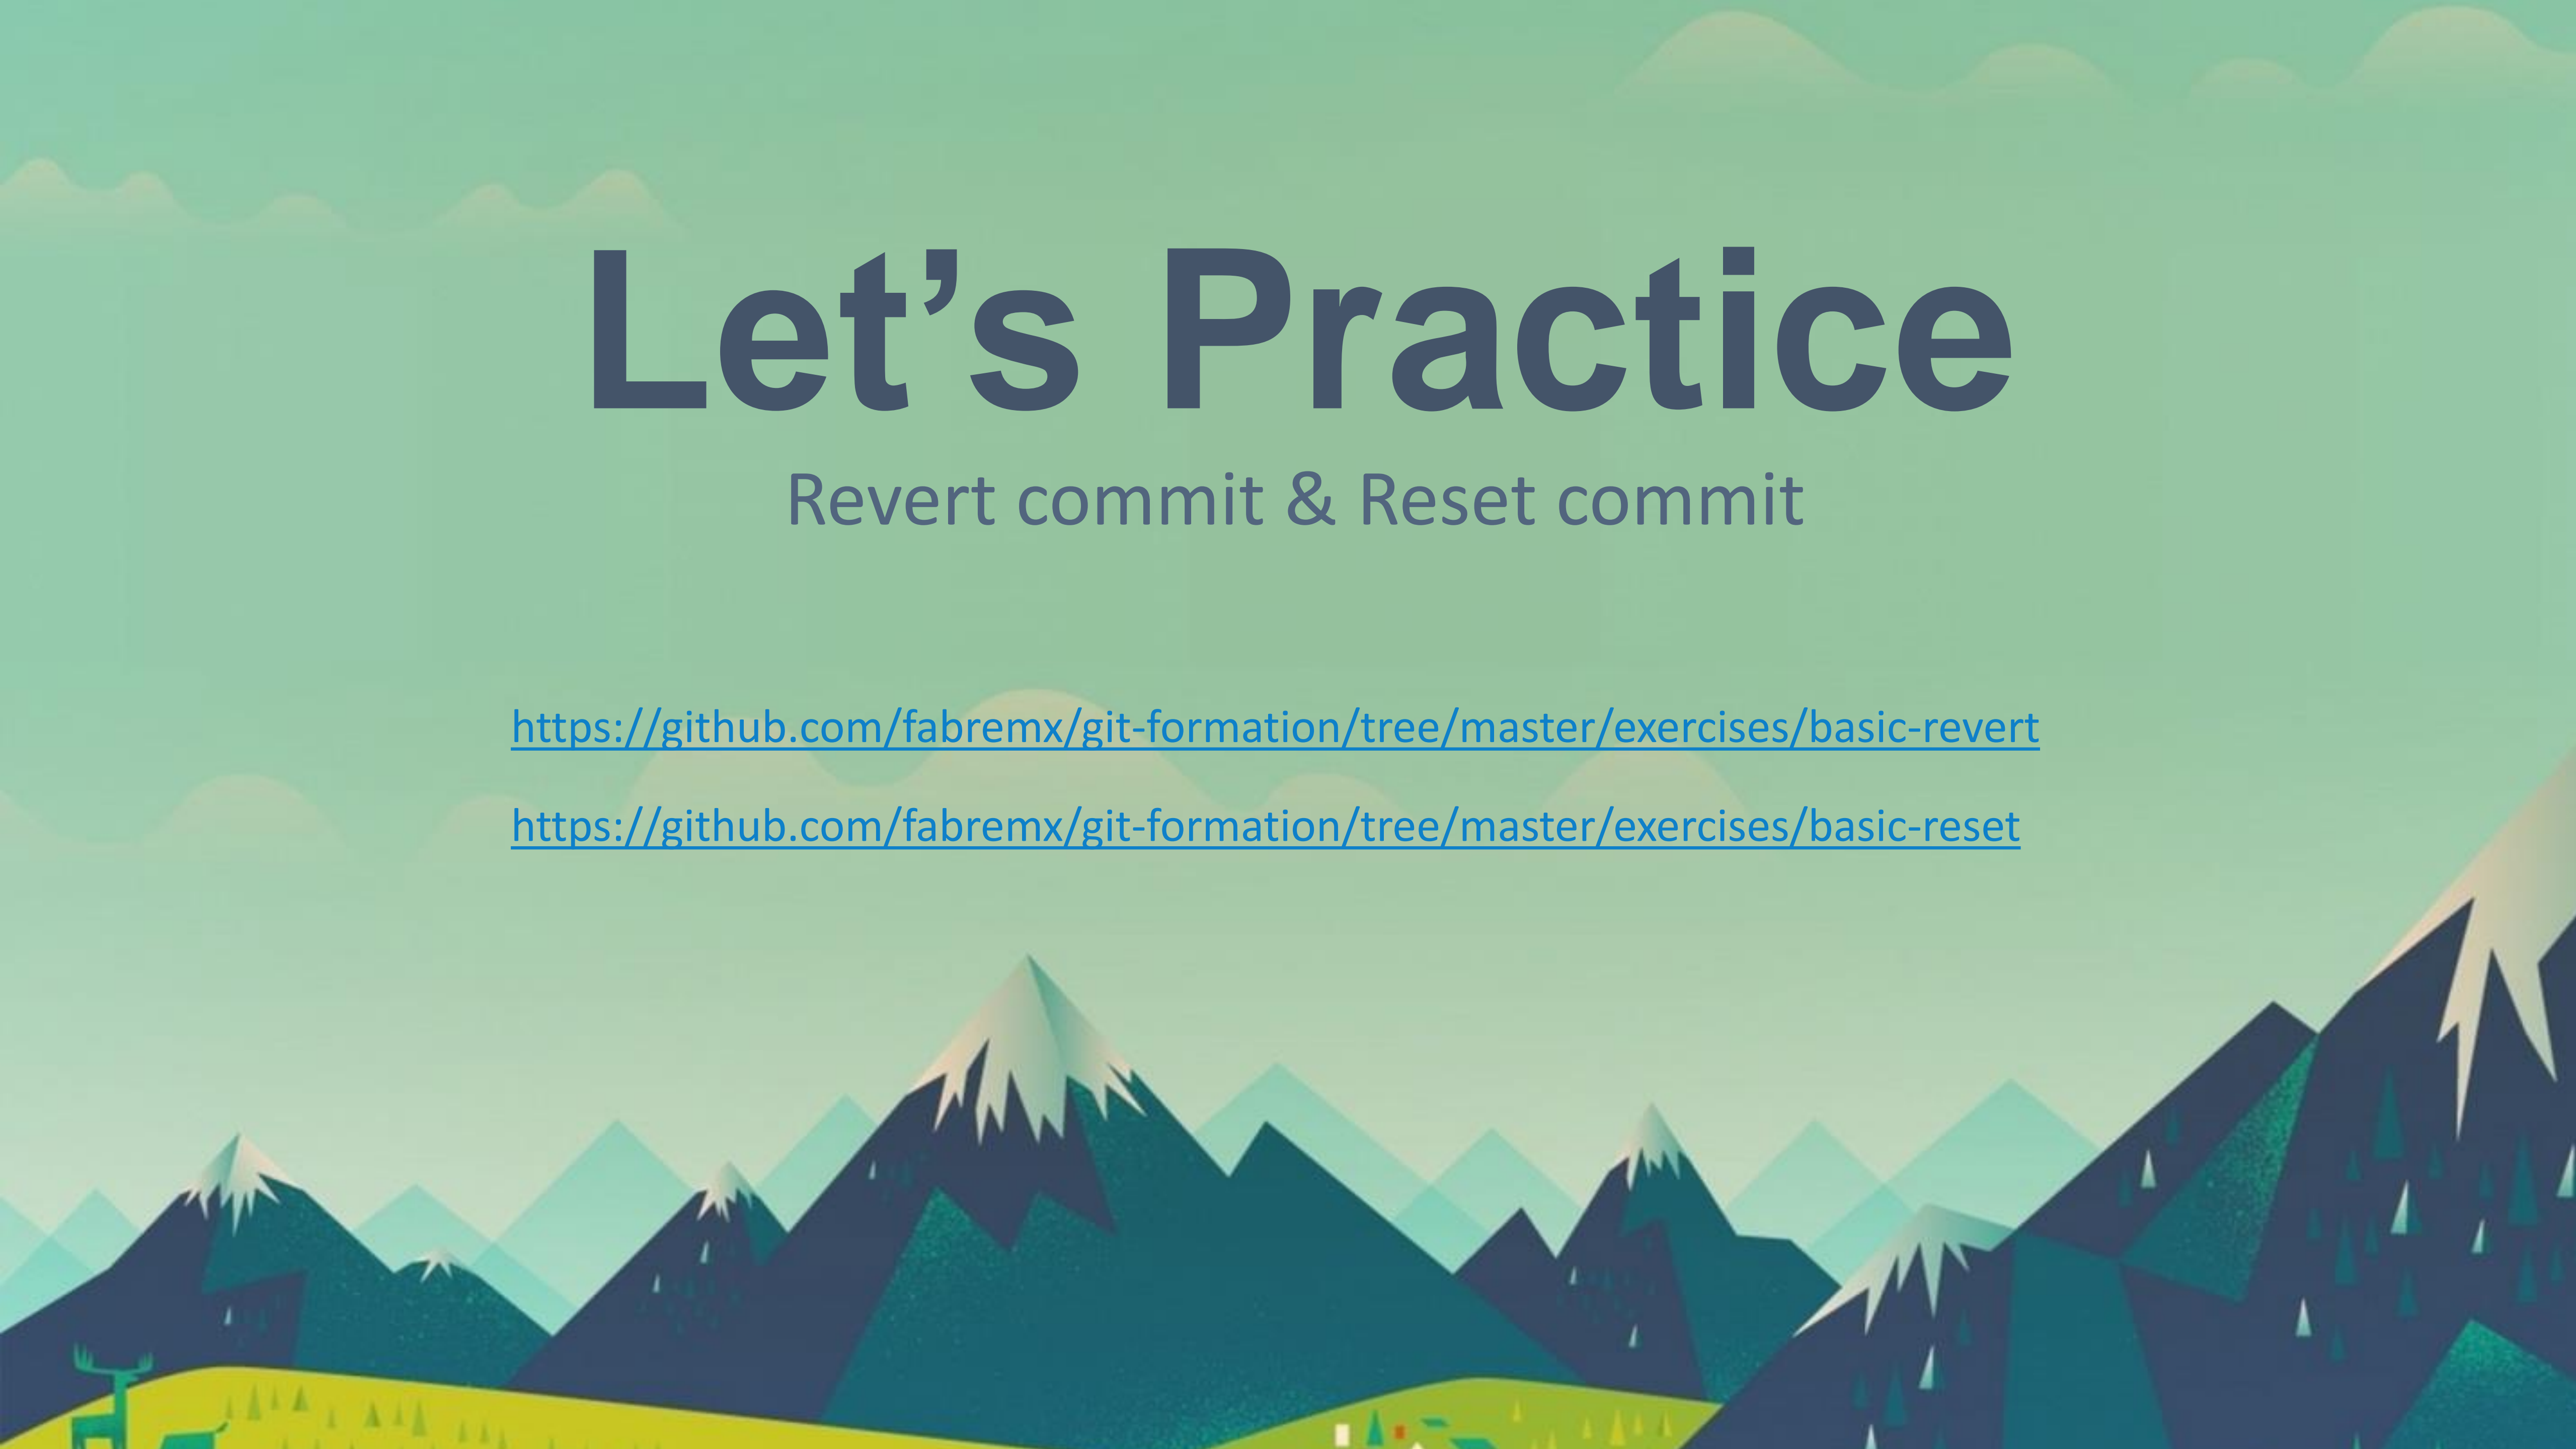 Let’s Practice
Revert commit & Reset commit
https://github.com/fabremx/git-formation/tree/master/exercises/basic-revert
https://github.com/fabremx/git-formation/tree/master/exercises/basic-reset